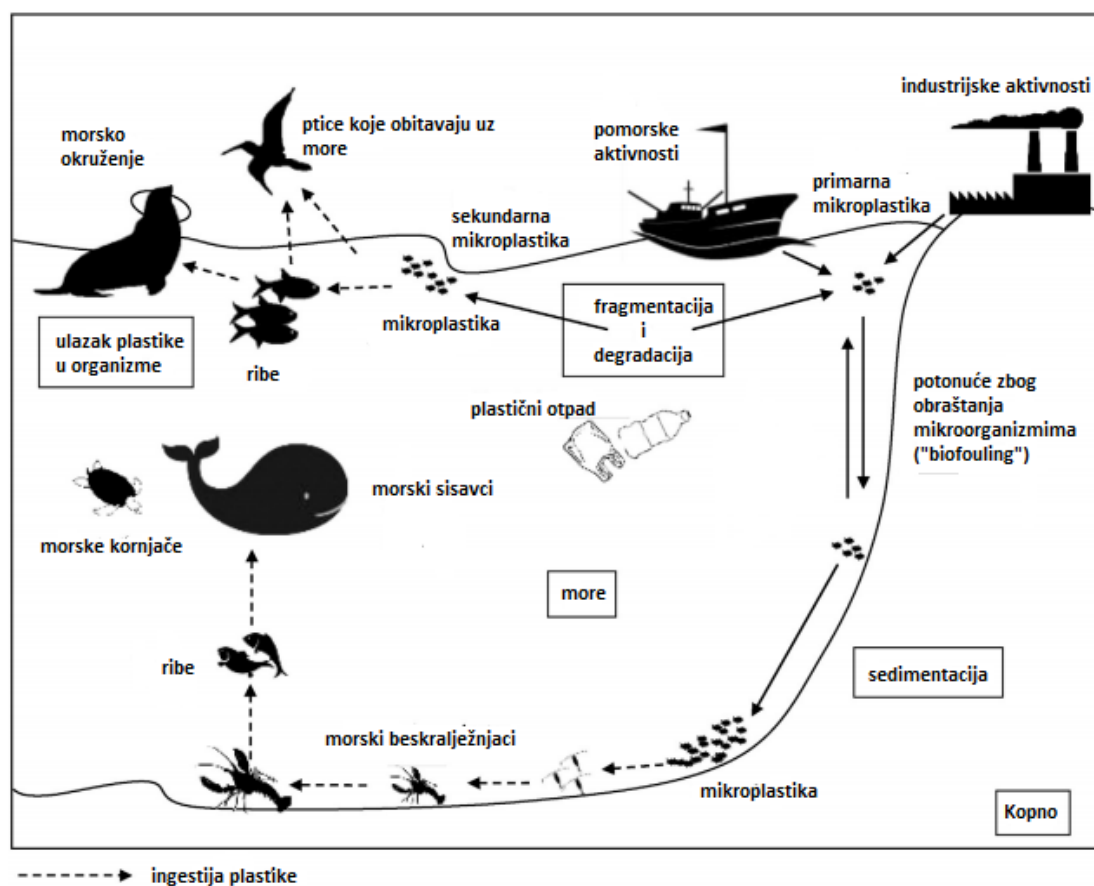 industrijske aktivnosti
ptice koje obitavaju uz
more
morsko
okruženje
pomorske
aktivnosti
primarna
mikroplastika
sekundarna
mikroplastika
fragmentacija
i
degradacija
mikroplastika
ulazak plastike
u organizme
ribe
potonuće zbog
obraštanja
mikroorganizmima
("biofouling")
plastični otpad
morski sisavci
morske kornjače
more
ribe
sedimentacija
morski beskralježnjaci
mikroplastika
Kopno
ingestija plastike